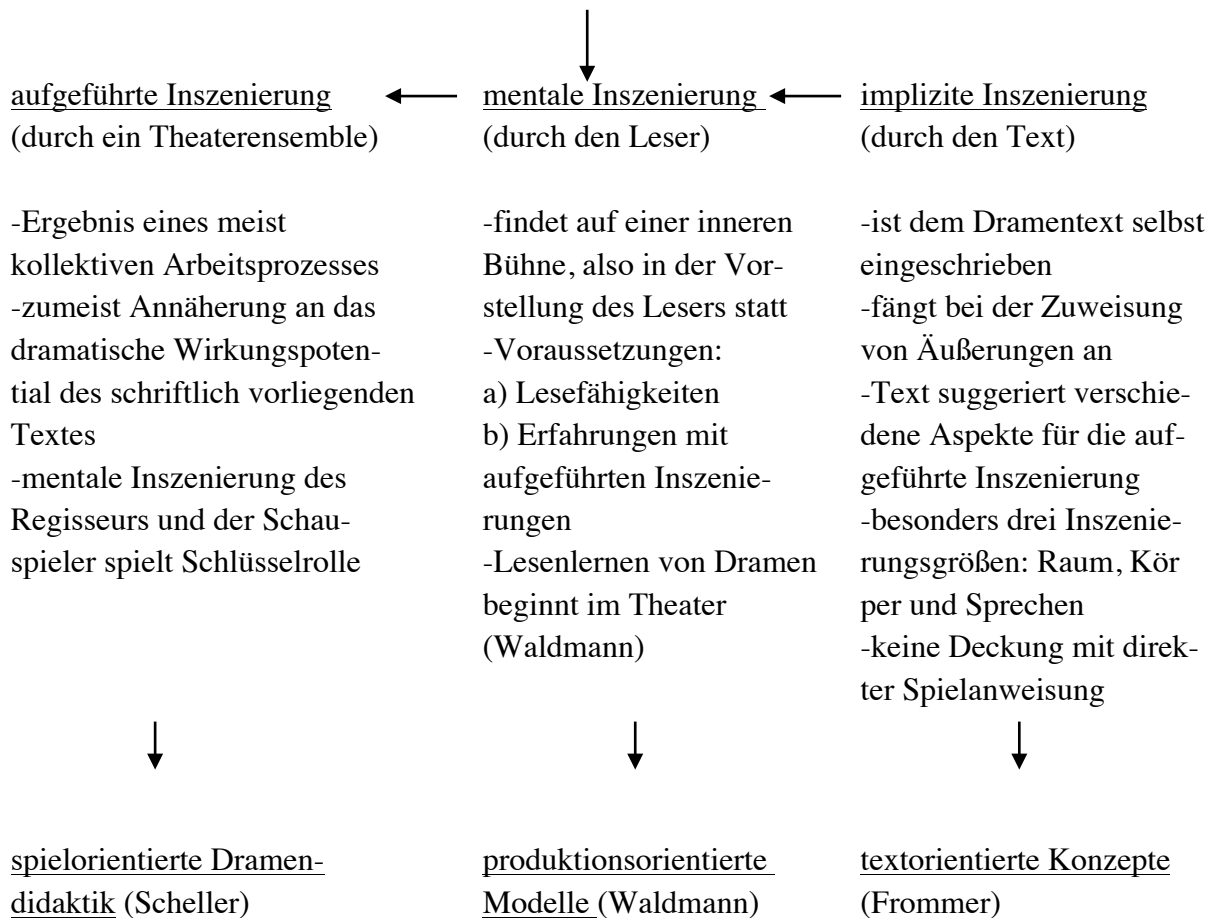 aufgeführte Inszenierung
(durch ein Theaterensemble)
-Ergebnis eines meist
kollektiven Arbeitsprozesses
-zumeist Annäherung an das
dramatische Wirkungspoten-
tial des schriftlich vorliegenden
Textes
-mentale Inszenierung des
Regisseurs und der Schau-
spieler spielt Schlüsselrolle
spielorientierte Dramen-
didaktik (Scheller)
mentale Inszenierung
(durch den Leser)
-findet auf einer inneren
Bühne, also in der Vor-
stellung des Lesers statt
-Voraussetzungen:
a) Lesefähigkeiten
b) Erfahrungen mit
aufgeführten Inszenie-
rungen
-Lesenlernen von Dramen
beginnt im Theater
(Waldmann)
produktionsorientierte
Modelle (Waldmann)
implizite Inszenierung
(durch den Text)
-ist dem Dramentext selbst
eingeschrieben
-fängt bei der Zuweisung
von Äußerungen an
-Text suggeriert verschie-
dene Aspekte für die auf-
geführte Inszenierung
-besonders drei Inszenie-
rungsgrößen: Raum, Kör
per und Sprechen
-keine Deckung mit direk-
ter Spielanweisung
textorientierte Konzepte
(Frommer)